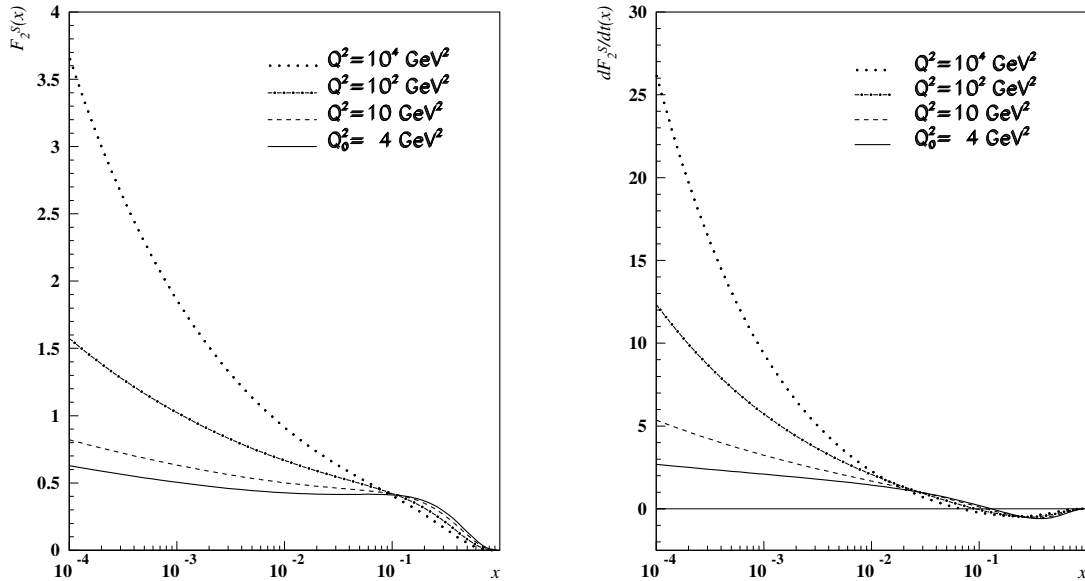 F₂ˢ(x)
4
3.5
3
2.5
2
1.5
1
0.5
0
Q²=10⁴ GeV²
Q²=10² GeV²
Q²=10 GeV²
Q₀²= 4 GeV²
10⁻⁴
10⁻³
10⁻²
10⁻¹
x
dF₂ˢ/dt(x)
30
25
20
15
10
5
0
Q²=10⁴ GeV²
Q²=10² GeV²
Q²=10 GeV²
Q₀²= 4 GeV²
10⁻⁴
10⁻³
10⁻²
10⁻¹
x